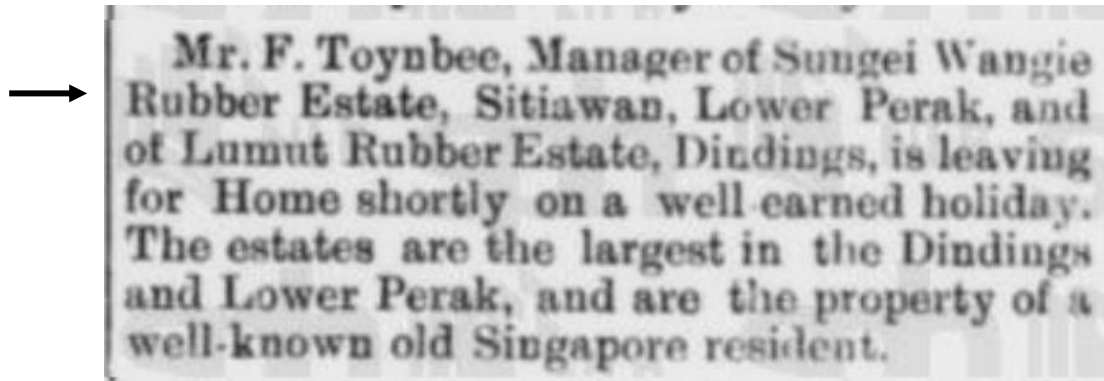 Mr. F. Toynbee, Manager of Sungei Wangie
Rubber Estate, Sitiawan, Lower Perak, and
of Lumut Rubber Estate, Dindings, is leaving
for Home shortly on a well earned holiday.
The estates are the largest in the Dindings
and Lower Perak, and are the property of a
well-known old Singapore resident.